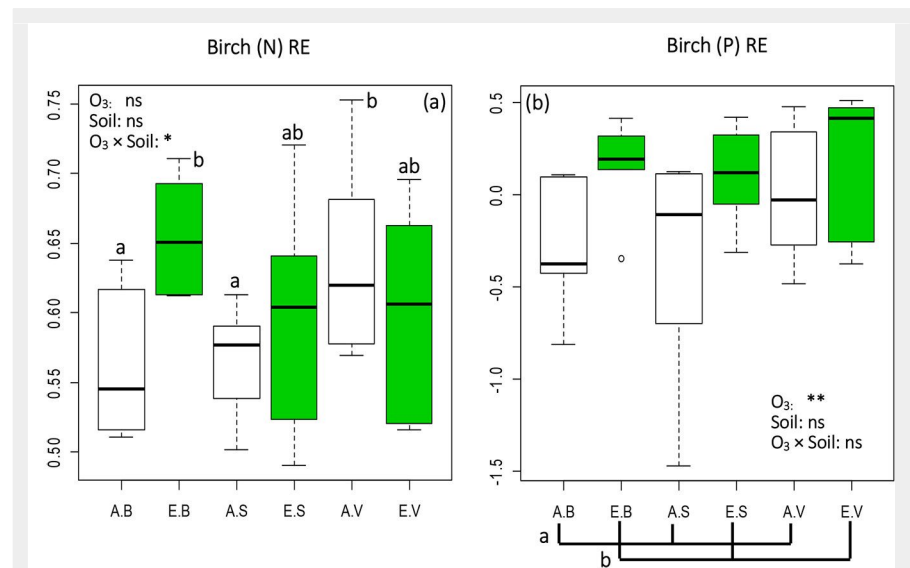 Birch (N) RE
(a)
O₃: ns
Soil: ns
O₃ × Soil: *
0.75
0.70
0.65
0.60
0.55
0.50
a
b
a
ab
b
ab
A.B E.B A.S E.S A.V E.V
Birch (P) RE
(b)
0.5
0.0
-0.5
-1.0
-1.5
O₃: **
Soil: ns
O₃ × Soil: ns
A.B E.B A.S E.S A.V E.V
a
b